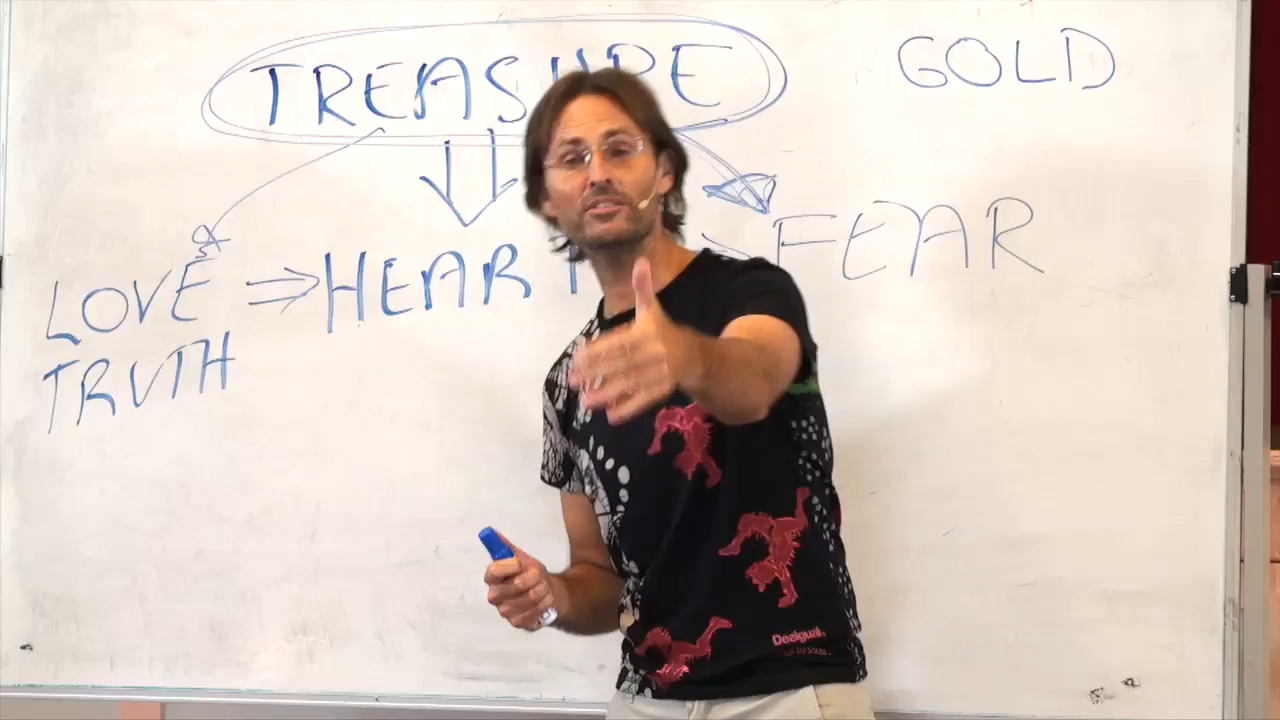 TREASURE
GOLD
LOVE ⇒ HEART > FEAR
TRUTH
Desigual.